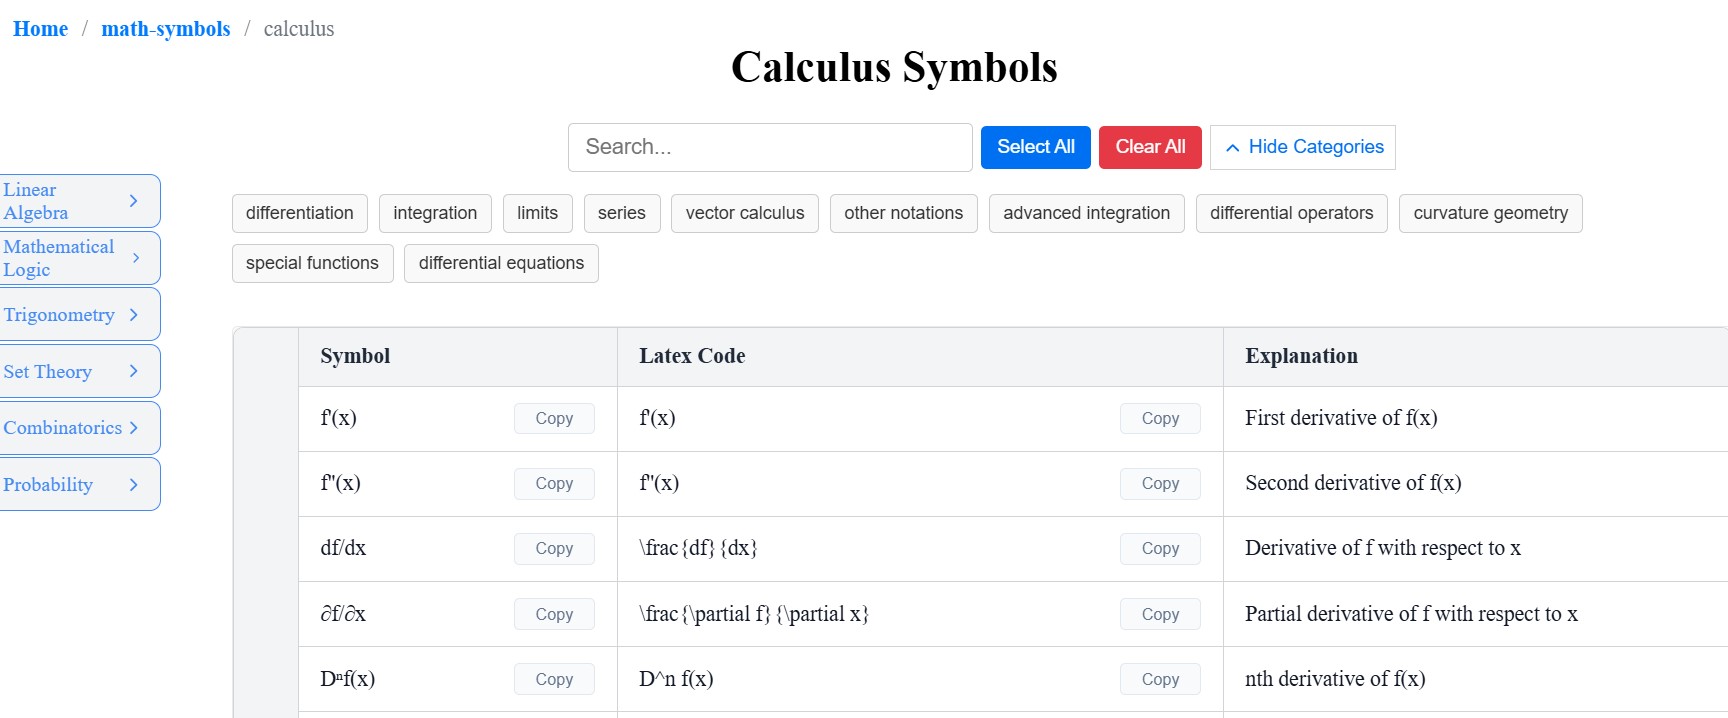 Home / math-symbols / calculus
Calculus Symbols
Search...
Select All
Clear All
Hide Categories
Linear
Algebra
Mathematical
Logic
Trigonometry
Set Theory
Combinatorics
Probability
differentiation integration limits series vector calculus other notations advanced integration differential operators curvature geometry
special functions differential equations
Symbol Latex Code Explanation
f'(x) Copy f'(x) Copy First derivative of f(x)
f''(x) Copy f''(x) Copy Second derivative of f(x)
df/dx Copy \frac{df}{dx} Copy Derivative of f with respect to x
∂f/∂x Copy \frac{\partial f}{\partial x} Copy Partial derivative of f with respect to x
Dⁿf(x) Copy D^n f(x) Copy nth derivative of f(x)